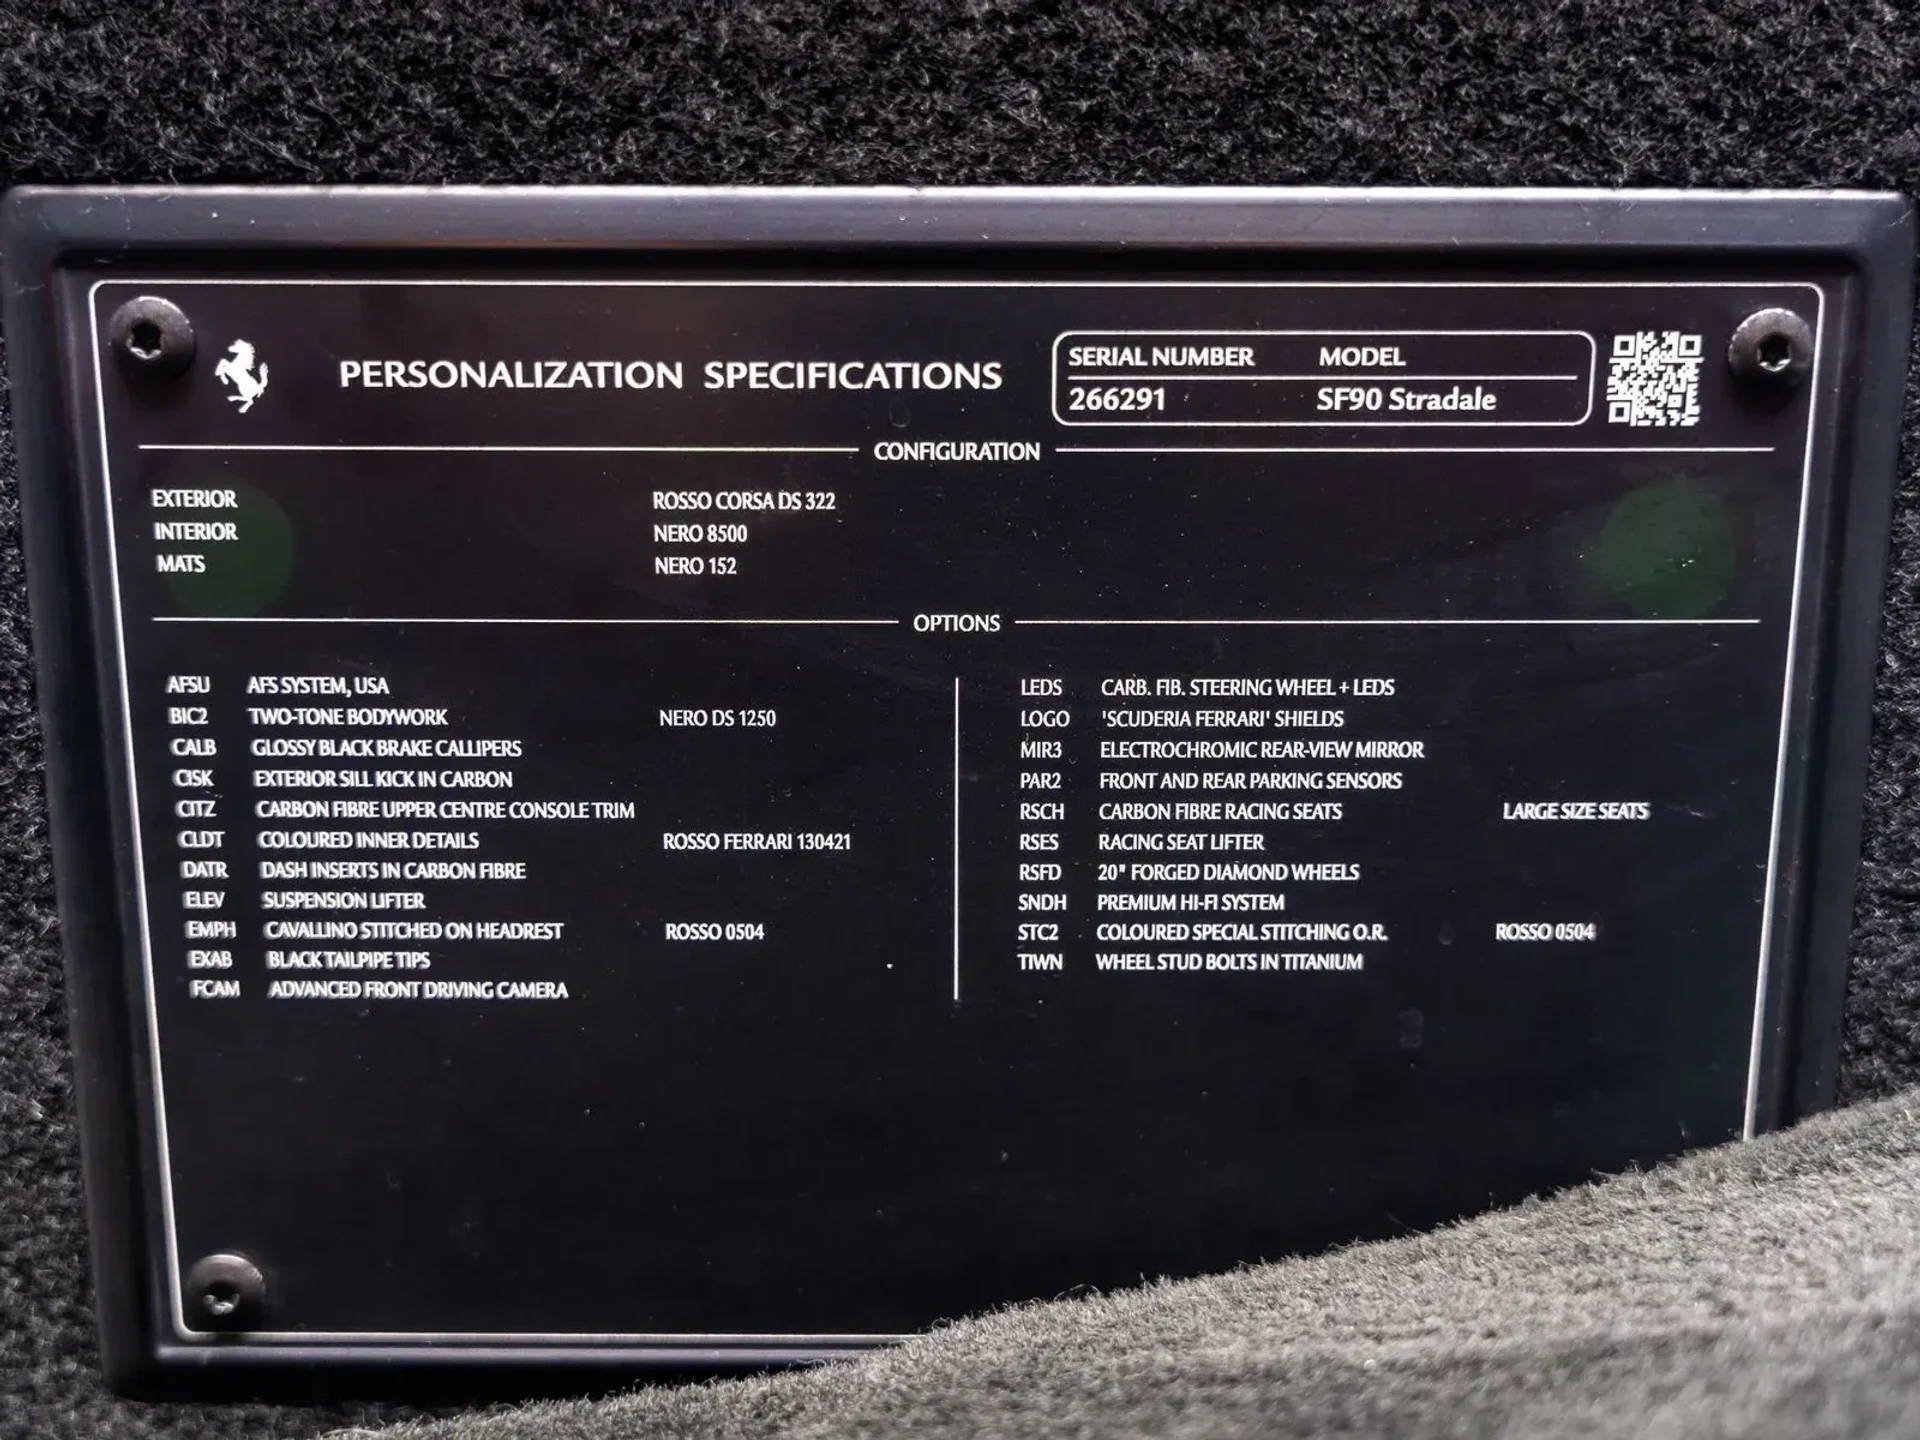 PERSONALIZATION SPECIFICATIONS
SERIAL NUMBER MODEL
266291 SF90 Stradale
CONFIGURATION
EXTERIOR ROSSO CORSA DS 322
INTERIOR NERO 8500
MATS NERO 152
OPTIONS
AFSU AFS SYSTEM, USA
BIC2 TWO-TONE BODYWORK NERO DS 1250
CALB GLOSSY BLACK BRAKE CALLIPERS
CISK EXTERIOR SILL KICK IN CARBON
CITZ CARBON FIBRE UPPER CENTRE CONSOLE TRIM
CLDT COLOURED INNER DETAILS ROSSO FERRARI 130421
DATR DASH INSERTS IN CARBON FIBRE
ELEV SUSPENSION LIFTER
EMPH CAVALLINO STITCHED ON HEADREST ROSSO 0504
EXAB BLACK TAILPIPE TIPS
FCAM ADVANCED FRONT DRIVING CAMERA
LEDS CARB. FIB. STEERING WHEEL + LEDS
LOGO 'SCUDERIA FERRARI' SHIELDS
MIR3 ELECTROCHROMIC REAR-VIEW MIRROR
PAR2 FRONT AND REAR PARKING SENSORS
RSCH CARBON FIBRE RACING SEATS LARGE SIZE SEATS
RSES RACING SEAT LIFTER
RSFD 20" FORGED DIAMOND WHEELS
SNDH PREMIUM HI-FI SYSTEM
STC2 COLOURED SPECIAL STITCHING O.R. ROSSO 0504
TIWN WHEEL STUD BOLTS IN TITANIUM